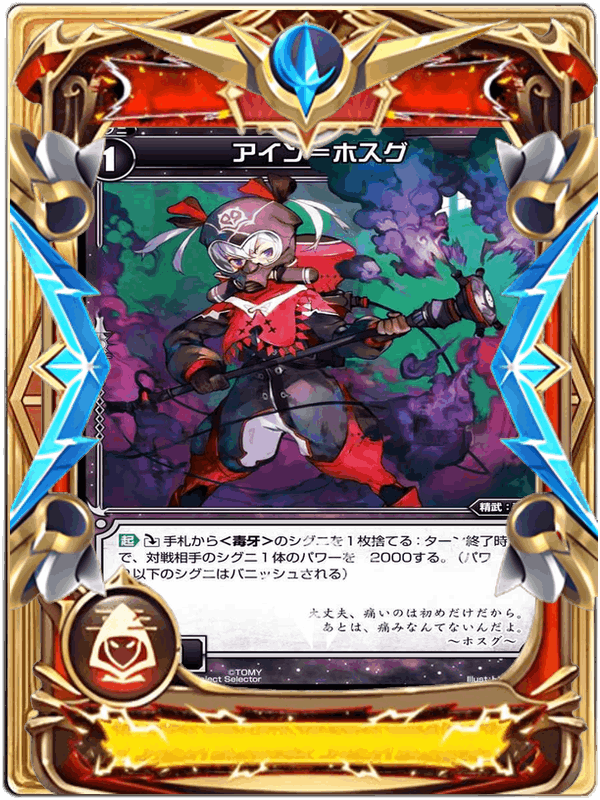 1
アイン＝ホスグ
精武：
起 手札から<毒牙>のシグニを１枚捨てる：ターン終了時
で、対戦相手のシグニ１体のパワーを 2000する。（パワ
以下のシグニはバニッシュされる）
大丈夫、痛いのは初めだけだから。
あとは、痛みなんてないんだよ。
～ホスグ～
©TOMY
lect Selector
Illust: